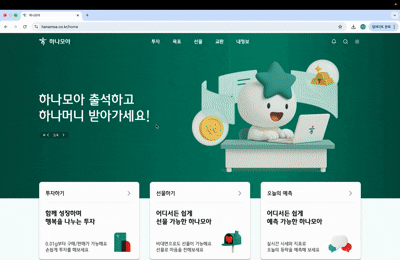 하나모아
hanamoa.co.kr/home
하나모아
투자
목표
선물
교환
내정보
하나모아 출석하고
하나머니 받아가세요!
1/4
투자하기
함께 성장하며
행복을 나누는 투자
0.01g부터 구매/판매가 가능해요
손쉽게 투자를 해보세요
선물하기
어디서든 쉽게
선물 가능한 하나모아
비대면으로도 선물이 가능해요
선물로 마음을 전해보세요
오늘의 예측
어디서든 쉽게
예측 가능한 하나모아
실시간 시세와 지표로
오늘의 등락을 예측해 보세요